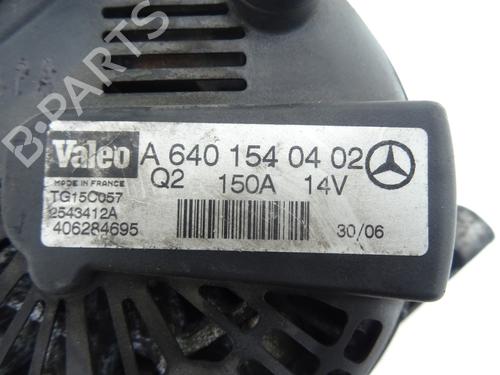 B-PARTS
Valeo
MADE IN FRANCE
A 640 154 04 02
Q2 150A 14V
TG15C057
2543412A
406284695
30/06